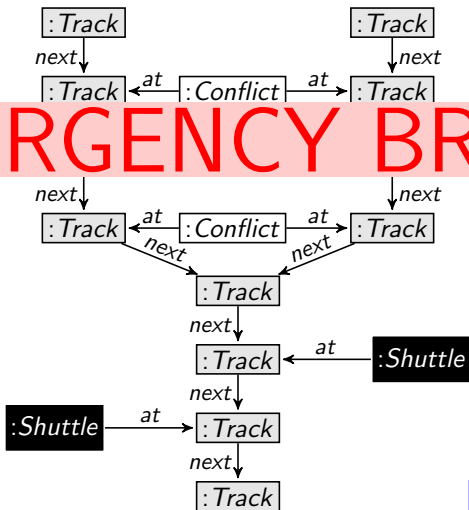 :Track :Track
next next
:Track at :Conflict at :Track
RGENCY BR
next next
:Track at :Conflict at :Track
next next
:Track
next
:Track at :Shuttle
next
:Shuttle at :Track
next
:Track